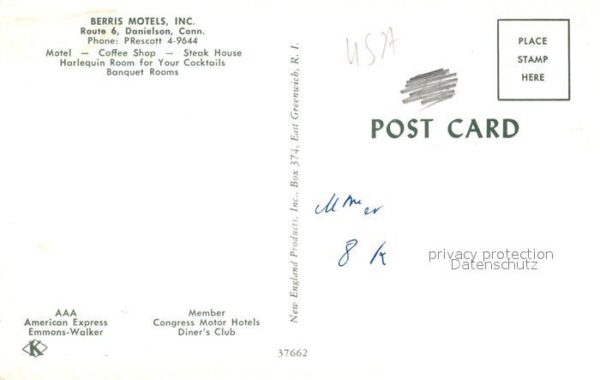 BERRIS MOTELS, INC.
Route 6, Danielson, Conn.
Phone: PRescott 4-9644
Motel — Coffee Shop — Steak House
Harlequin Room for Your Cocktails
Banquet Rooms
AAA
American Express
Emmons-Walker
K
Member
Congress Motor Hotels
Diner's Club
New England Products, Inc., Box 374, East Greenwich, R. I.
37662
USA
PLACE
STAMP
HERE
POST CARD
8 K
privacy protection
Datenschutz